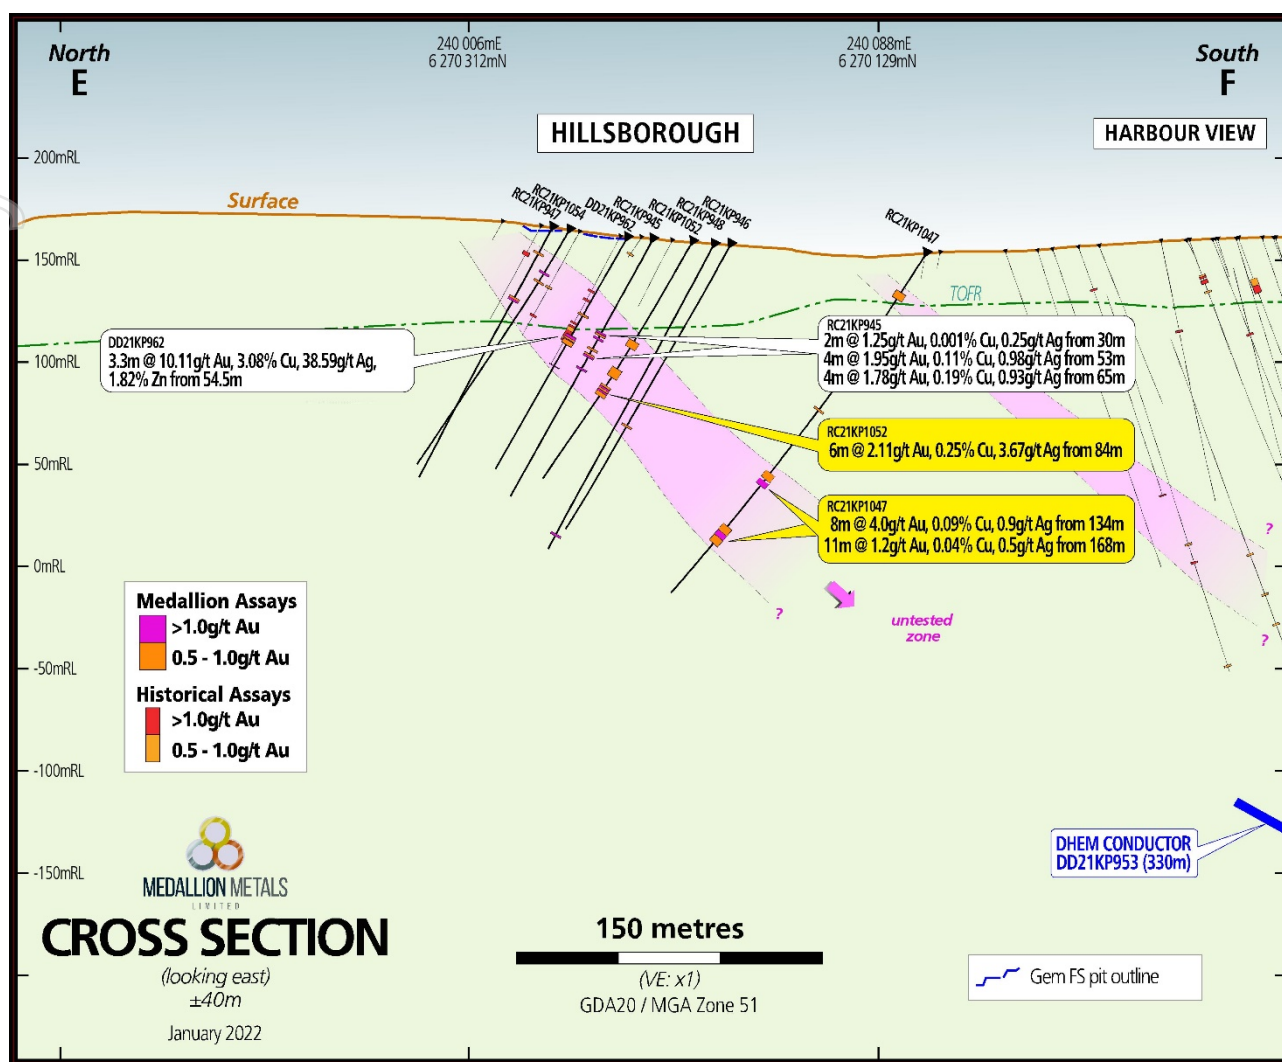 North
E
240 006mE
6 270 312mN
240 088mE
6 270 129mN
South
F
HILLSBOROUGH
HARBOUR VIEW
200mRL
150mRL
100mRL
50mRL
0mRL
-50mRL
-100mRL
-150mRL
Surface
RC21KP947
RC21KP1054
DD21KP962
RC21KP945
RC21KP1052
RC21KP948
RC21KP946
RC21KP1047
TOFR
DD21KP962
3.3m @ 10.11g/t Au, 3.08% Cu, 38.59g/t Ag,
1.82% Zn from 54.5m
RC21KP945
2m @ 1.25g/t Au, 0.001% Cu, 0.25g/t Ag from 30m
4m @ 1.95g/t Au, 0.11% Cu, 0.98g/t Ag from 53m
4m @ 1.78g/t Au, 0.19% Cu, 0.93g/t Ag from 65m
RC21KP1052
6m @ 2.11g/t Au, 0.25% Cu, 3.67g/t Ag from 84m
RC21KP1047
8m @ 4.0g/t Au, 0.09% Cu, 0.9g/t Ag from 134m
11m @ 1.2g/t Au, 0.04% Cu, 0.5g/t Ag from 168m
?
?
?
untested
zone
Medallion Assays
>1.0g/t Au
0.5 - 1.0g/t Au
Historical Assays
>1.0g/t Au
0.5 - 1.0g/t Au
DHEM CONDUCTOR
DD21KP953 (330m)
MEDALLION METALS
LIMITED
CROSS SECTION
(looking east)
±40m
January 2022
150 metres
(VE: x1)
GDA20 / MGA Zone 51
Gem FS pit outline